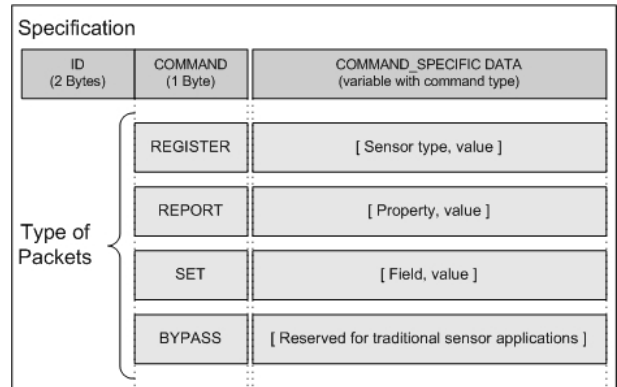 Specification
ID
(2 Bytes)
COMMAND
(1 Byte)
COMMAND_SPECIFIC DATA
(variable with command type)
Type of
Packets
REGISTER
[ Sensor type, value ]
REPORT
[ Property, value ]
SET
[ Field, value ]
BYPASS
[ Reserved for traditional sensor applications ]